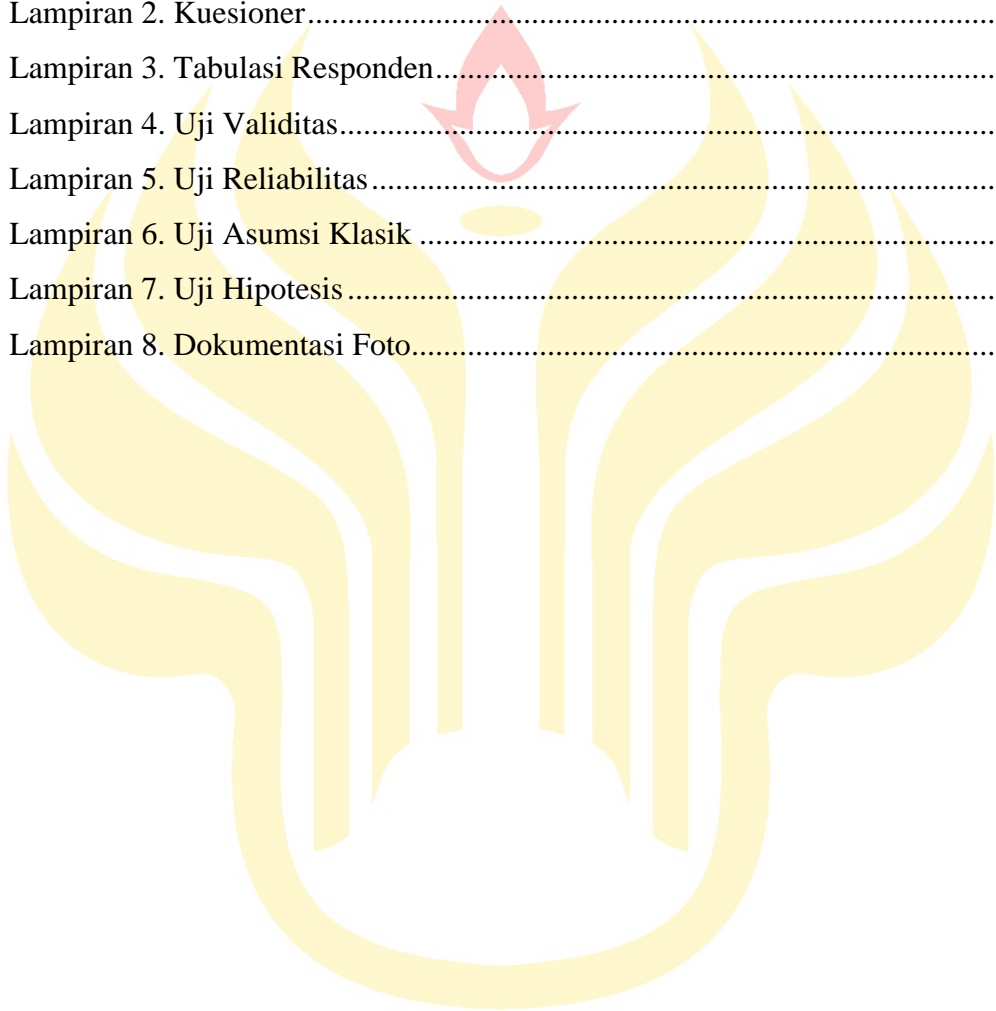 Lampiran 2. Kuesioner....................................................................................
Lampiran 3. Tabulasi Responden....................................................................
Lampiran 4. Uji Validitas................................................................................
Lampiran 5. Uji Reliabilitas............................................................................
Lampiran 6. Uji Asumsi Klasik ......................................................................
Lampiran 7. Uji Hipotesis ...............................................................................
Lampiran 8. Dokumentasi Foto.......................................................................